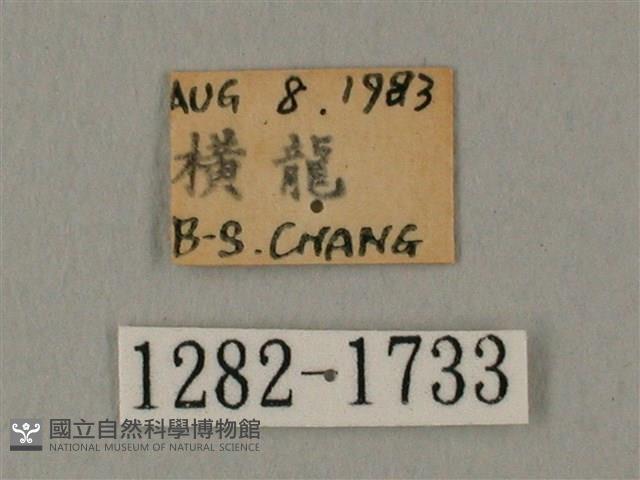 AUG 8. 1983
橫龍
B-S. CHANG
1282-1733
國立自然科學博物館
NATIONAL MUSEUM OF NATURAL SCIENCE